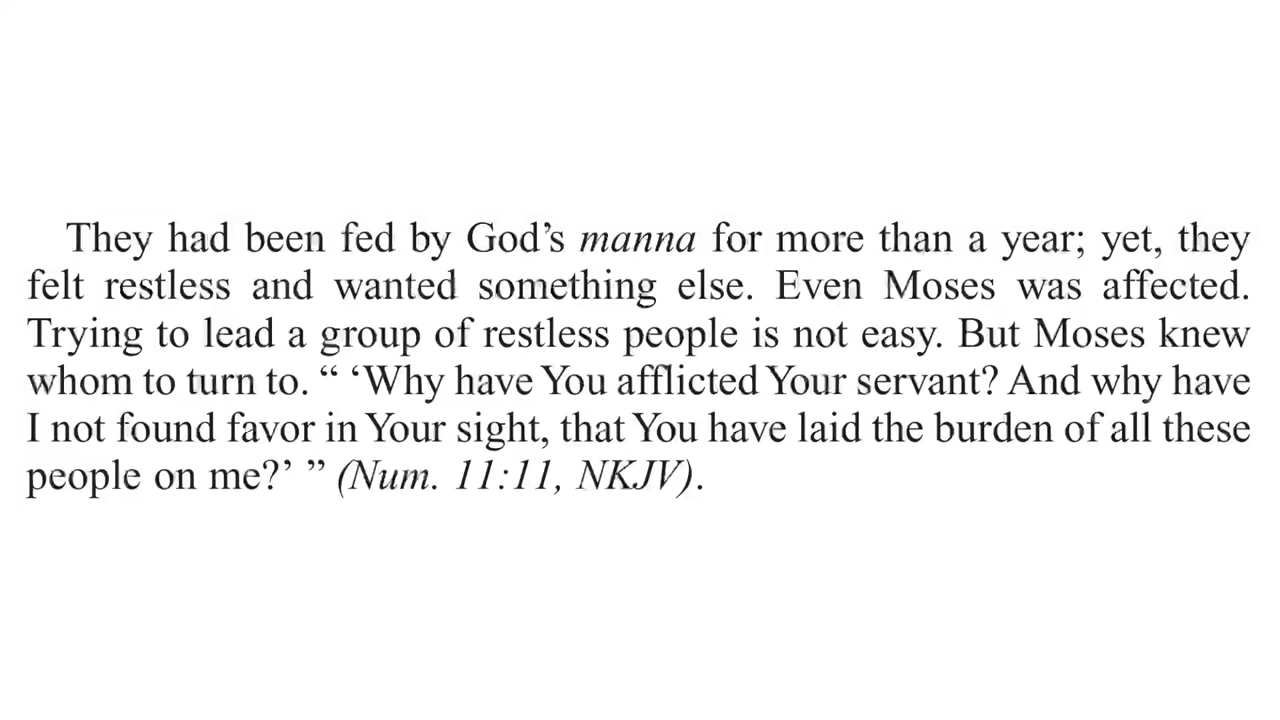 They had been fed by God’s manna for more than a year; yet, they
felt restless and wanted something else. Even Moses was affected.
Trying to lead a group of restless people is not easy. But Moses knew
whom to turn to. “ ‘Why have You afflicted Your servant? And why have
I not found favor in Your sight, that You have laid the burden of all these
people on me?’ ” (Num. 11:11, NKJV).